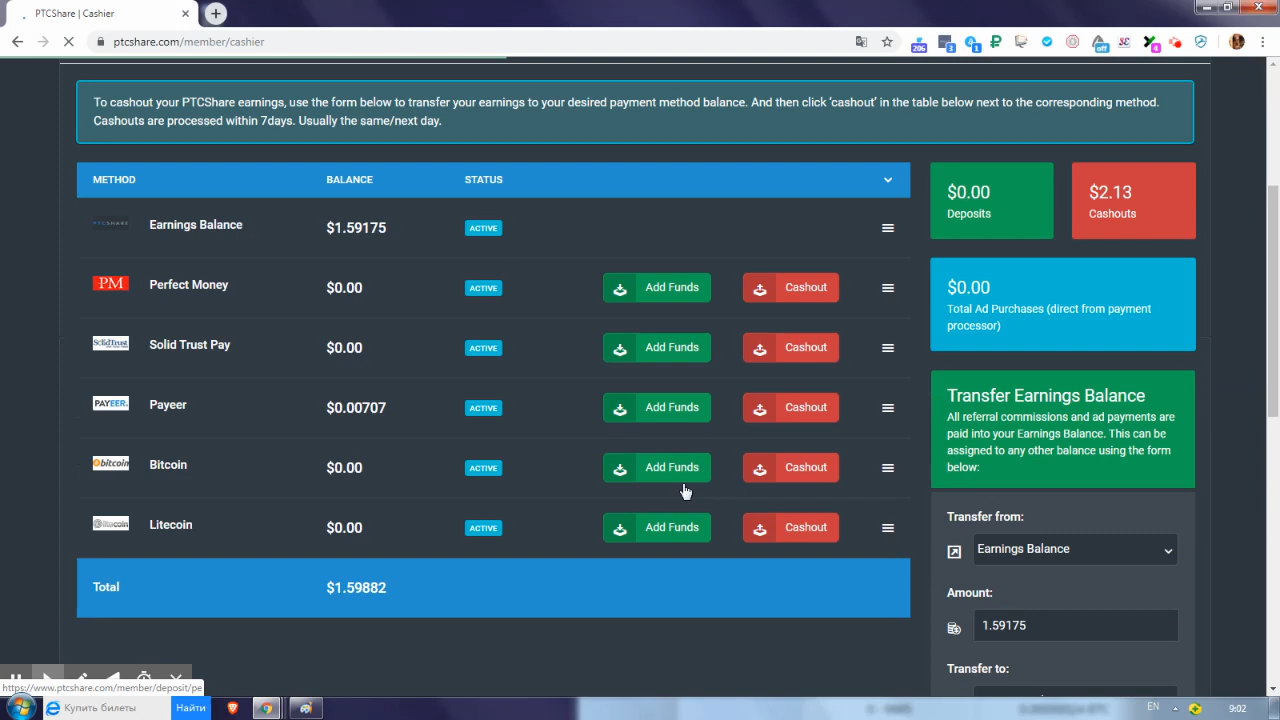 PTCShare | Cashier
ptcshare.com/member/cashier
206
3
1
off
4
To cashout your PTCShare earnings, use the form below to transfer your earnings to your desired payment method balance. And then click 'cashout' in the table below next to the corresponding method.
Cashouts are processed within 7days. Usually the same/next day.
METHOD BALANCE STATUS
PTCSHARE Earnings Balance $1.59175 ACTIVE
PM Perfect Money $0.00 ACTIVE Add Funds Cashout
SolidTrust Solid Trust Pay $0.00 ACTIVE Add Funds Cashout
PAYEER. Payeer $0.00707 ACTIVE Add Funds Cashout
bitcoin Bitcoin $0.00 ACTIVE Add Funds Cashout
litecoin Litecoin $0.00 ACTIVE Add Funds Cashout
Total $1.59882
$0.00
Deposits
$2.13
Cashouts
$0.00
Total Ad Purchases (direct from payment
processor)
Transfer Earnings Balance
All referral commissions and ad payments are
paid into your Earnings Balance. This can be
assigned to any other balance using the form
below:
Transfer from:
Earnings Balance
Amount:
1.59175
Transfer to:
https://www.ptcshare.com/member/deposit/pe
Купить билеты
Найти
EN
9:02